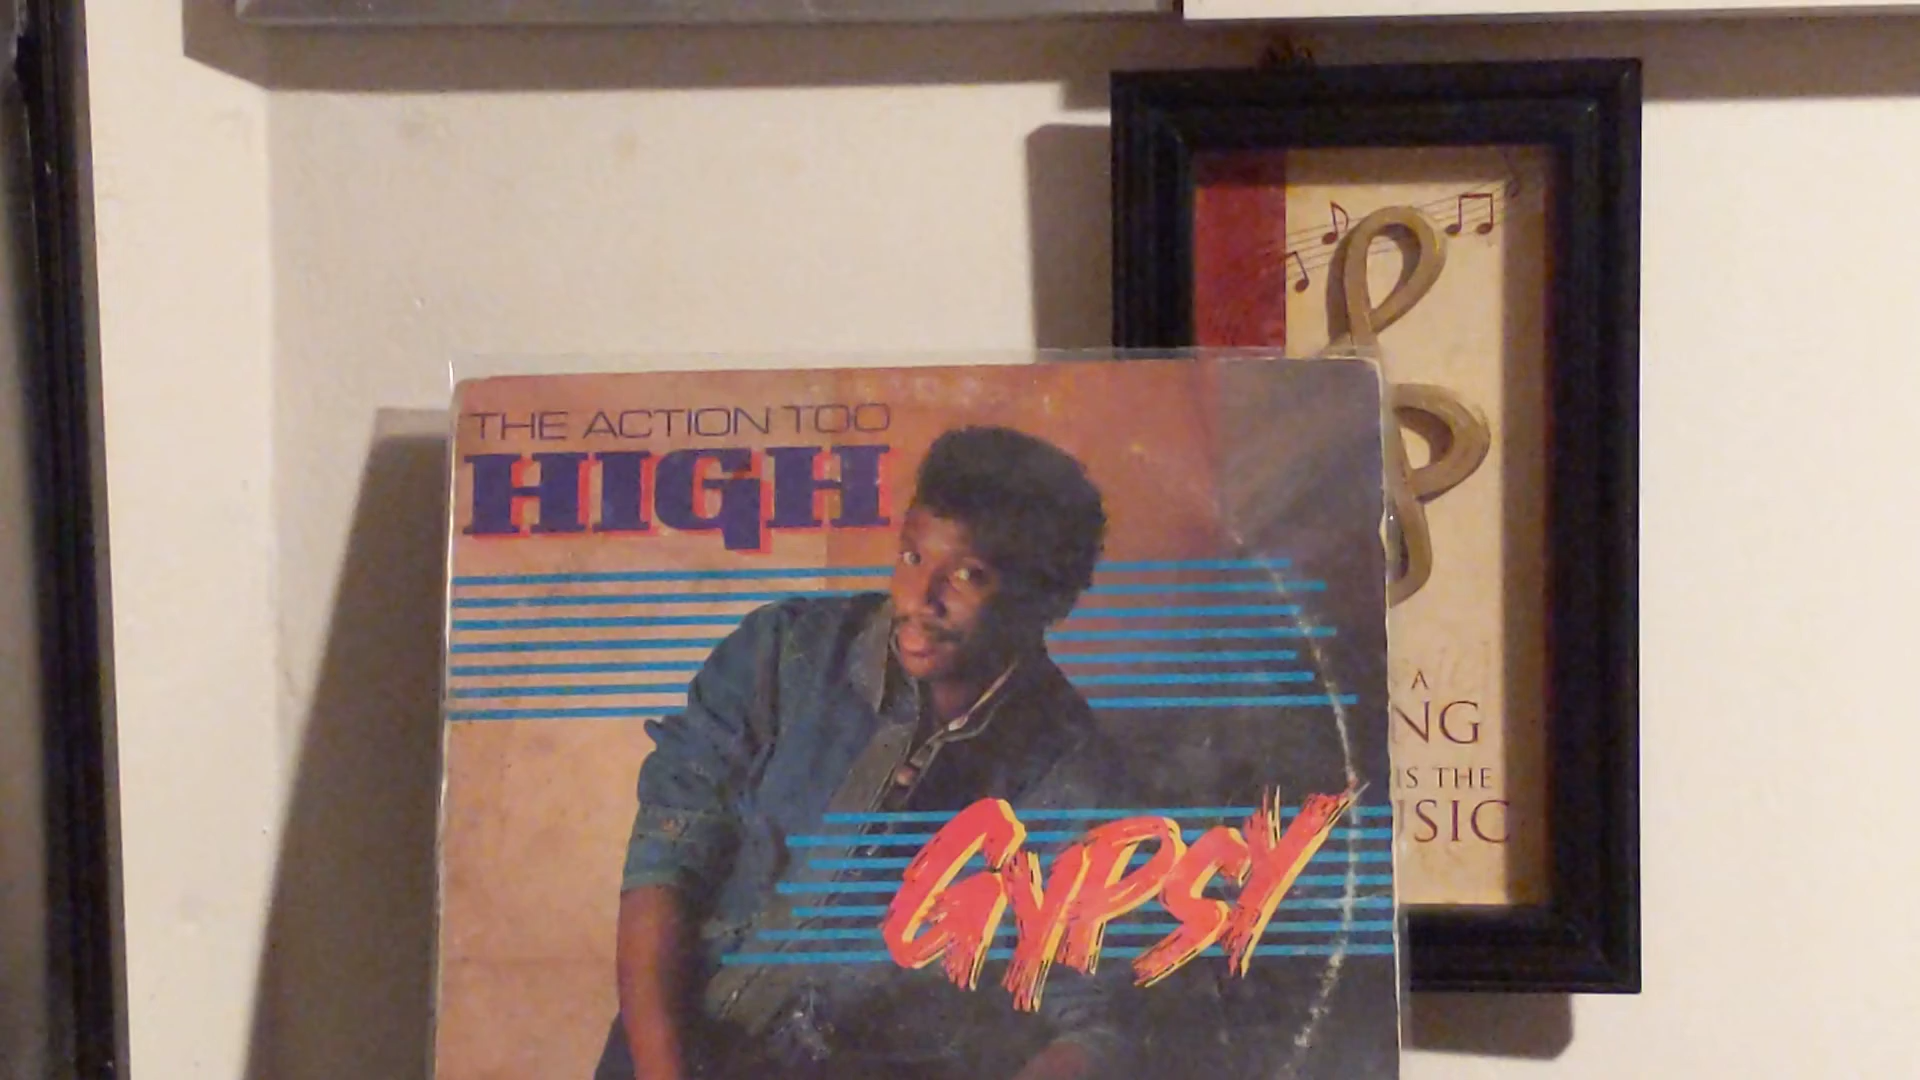 THE ACTION TOO
HIGH
GYPSY
A
NG
IS THE
USIC